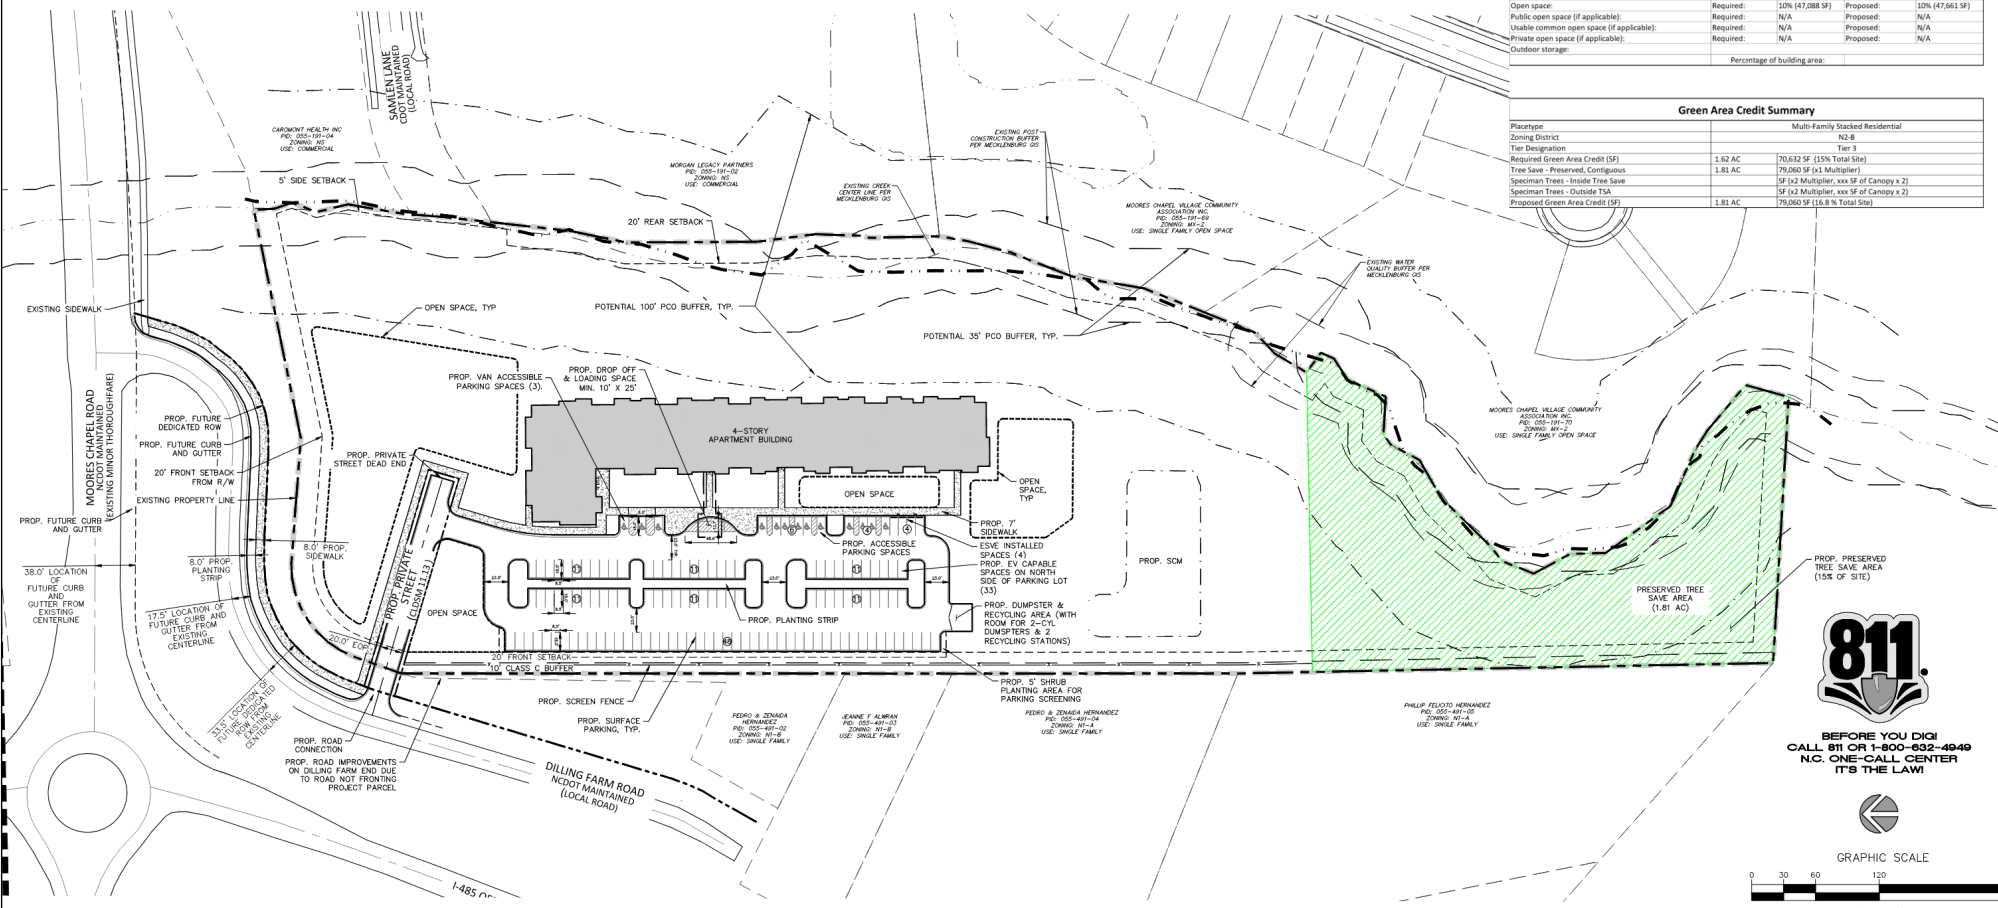 Open space: Required: 10% (47,088 SF) Proposed: 10% (47,661 SF)
Public open space (if applicable): Required: N/A Proposed: N/A
Usable common open space (if applicable): Required: N/A Proposed: N/A
Private open space (if applicable): Required: N/A Proposed: N/A
Outdoor storage:
Percentage of building area:
Green Area Credit Summary
Placetype Multi-Family Stacked Residential
Zoning District N2-B
Tier Designation Tier 3
Required Green Area Credit (SF) 1.62 AC 70,632 SF (15% Total Site)
Tree Save - Preserved, Contiguous 1.81 AC 79,060 SF (x1 Multiplier)
Speciman Trees - Inside Tree Save SF (x2 Multiplier, xxx SF of Canopy x 2)
Speciman Trees - Outside TSA SF (x2 Multiplier, xxx SF of Canopy x 2)
Proposed Green Area Credit (SF) 1.81 AC 79,060 SF (16.8 % Total Site)
SAMLEN LANE
CDOT MAINTAINED
(LOCAL ROAD)
CAROMONT HEALTH INC
PID: 055-191-04
ZONING: NS
USE: COMMERCIAL
5' SIDE SETBACK
MORGAN LEGACY PARTNERS
PID: 055-191-02
ZONING: NS
USE: COMMERCIAL
EXISTING POST
CONSTRUCTION BUFFER
PER MECKLENBURG GIS
EXISTING CREEK
CENTER LINE PER
MECKLENBURG GIS
20' REAR SETBACK
MOORES CHAPEL VILLAGE COMMUNITY
ASSOCIATION INC.
PID: 055-191-69
ZONING: MX-2
USE: SINGLE FAMILY OPEN SPACE
EXISTING WATER
QUALITY BUFFER PER
MECKLENBURG GIS
EXISTING SIDEWALK
OPEN SPACE, TYP
POTENTIAL 100' PCO BUFFER, TYP.
POTENTIAL 35' PCO BUFFER, TYP.
MOORES CHAPEL ROAD
NCDOT MAINTAINED
(EXISTING MINOR THOROUGHFARE)
PROP. VAN ACCESSIBLE
PARKING SPACES (3).
PROP. DROP OFF
& LOADING SPACE
MIN. 10' X 25'
4-STORY
APARTMENT BUILDING
PROP. FUTURE
DEDICATED ROW
PROP. FUTURE CURB
AND GUTTER
20' FRONT SETBACK
FROM R/W
EXISTING PROPERTY LINE
PROP. FUTURE CURB
AND GUTTER
PROP. PRIVATE
STREET DEAD END
MOORES CHAPEL VILLAGE COMMUNITY
ASSOCIATION INC.
PID: 055-191-70
ZONING: MX-2
USE: SINGLE FAMILY OPEN SPACE
OPEN SPACE
OPEN
SPACE,
TYP
PROP. 7'
SIDEWALK
PROP. ACCESSIBLE
PARKING SPACES
ESVE INSTALLED
SPACES (4)
PROP. EV CAPABLE
SPACES ON NORTH
SIDE OF PARKING LOT
(33)
PROP. SCM
8.0' PROP.
SIDEWALK
8.0' PROP.
PLANTING
STRIP
38.0' LOCATION
OF
FUTURE CURB
AND
GUTTER FROM
EXISTING
CENTERLINE
17.5' LOCATION OF
FUTURE CURB AND
GUTTER FROM
EXISTING
CENTERLINE
PROP. PRIVATE
STREET
(CLDSM 11.13)
OPEN SPACE
6
4
4
11
11
11
11
11
11
23.0'
23.0'
23.0'
PROP. PLANTING STRIP
PROP. DUMPSTER &
RECYCLING AREA (WITH
ROOM FOR 2-CYL
DUMSPTERS & 2
RECYCLING STATIONS)
PRESERVED TREE
SAVE AREA
(1.81 AC)
PROP. PRESERVED
TREE SAVE AREA
(15% OF SITE)
20.0' EOP
20' FRONT SETBACK
10' CLASS C BUFFER
PROP. SCREEN FENCE
PROP. SURFACE
PARKING, TYP.
PROP. 5' SHRUB
PLANTING AREA FOR
PARKING SCREENING
33.5' LOCATION OF
FUTURE DEDICATED
ROW FROM
EXISTING
CENTERLINE
PROP. ROAD
CONNECTION
PROP. ROAD IMPROVEMENTS
ON DILLING FARM END DUE
TO ROAD NOT FRONTING
PROJECT PARCEL
DILLING FARM ROAD
NCDOT MAINTAINED
(LOCAL ROAD)
PEDRO & ZENAIDA
HERNANDEZ
PID: 055-491-02
ZONING: N1-B
USE: SINGLE FAMILY
JEANNE F ALWRAN
PID: 055-491-03
ZONING: N1-B
USE: SINGLE FAMILY
PEDRO & ZENAIDA HERNANDEZ
PID: 055-491-04
ZONING: N1-A
USE: SINGLE FAMILY
PHILLIP FELICITO HERNANDEZ
PID: 055-491-05
ZONING: N1-A
USE: SINGLE FAMILY
I-485
811.
BEFORE YOU DIG!
CALL 811 OR 1-800-632-4949
N.C. ONE-CALL CENTER
IT'S THE LAW!
GRAPHIC SCALE
0 30 60 120